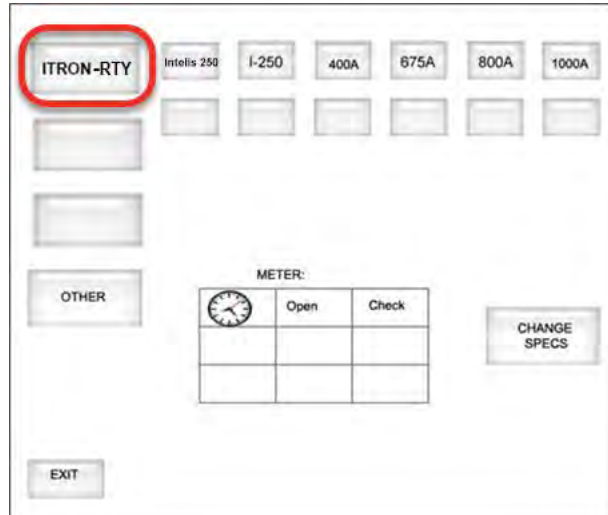 ITRON-RTY
Intelis 250
I-250
400A
675A
800A
1000A
OTHER
METER:
Open
Check
CHANGE
SPECS
EXIT